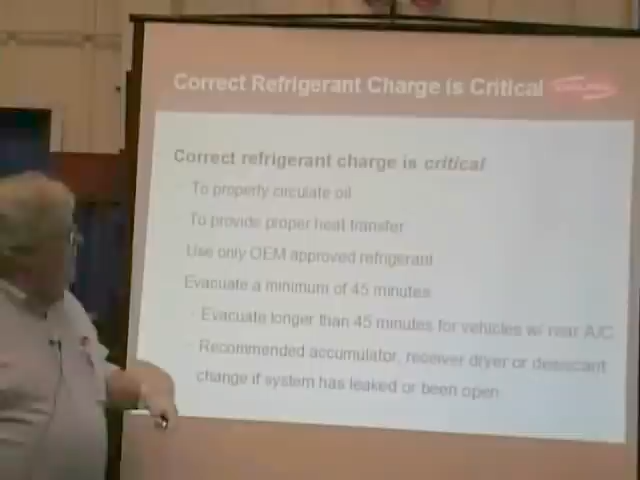 Correct Refrigerant Charge is Critical
Correct refrigerant charge is critical
To properly circulate oil
To provide proper heat transfer
Use only OEM approved refrigerant
Evacuate a minimum of 45 minutes
Evacuate longer than 45 minutes for vehicles w/ rear A/C
Recommended accumulator, receiver dryer or desiccant
change if system has leaked or been open